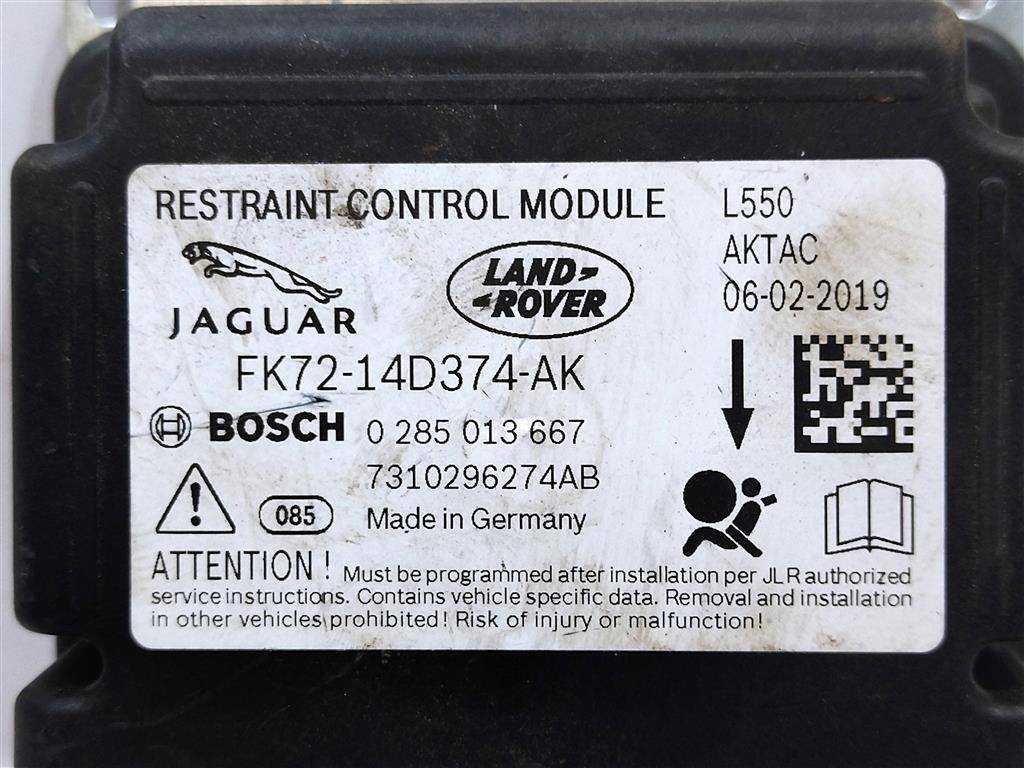 RESTRAINT CONTROL MODULE L550
AKTAC
06-02-2019
JAGUAR
LAND-
-ROVER
FK72-14D374-AK
BOSCH 0 285 013 667
7310296274AB
085 Made in Germany
ATTENTION! Must be programmed after installation per JLR authorized
service instructions. Contains vehicle specific data. Removal and installation
in other vehicles prohibited! Risk of injury or malfunction!